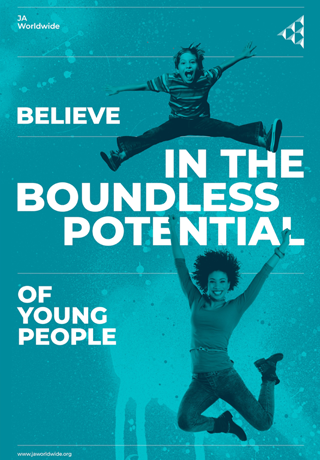 JA
Worldwide
BELIEVE
IN THE
BOUNDLESS
POTENTIAL
OF
YOUNG
PEOPLE
www.jaworldwide.org